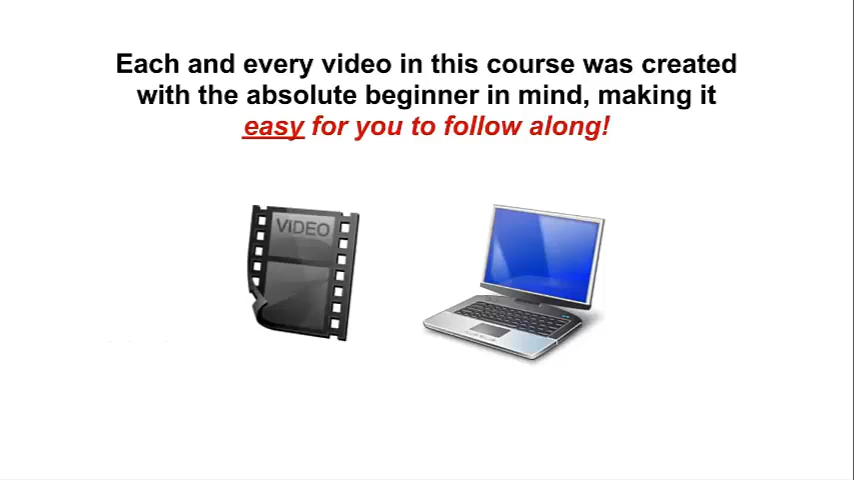 Each and every video in this course was created
with the absolute beginner in mind, making it
easy for you to follow along!
VIDEO